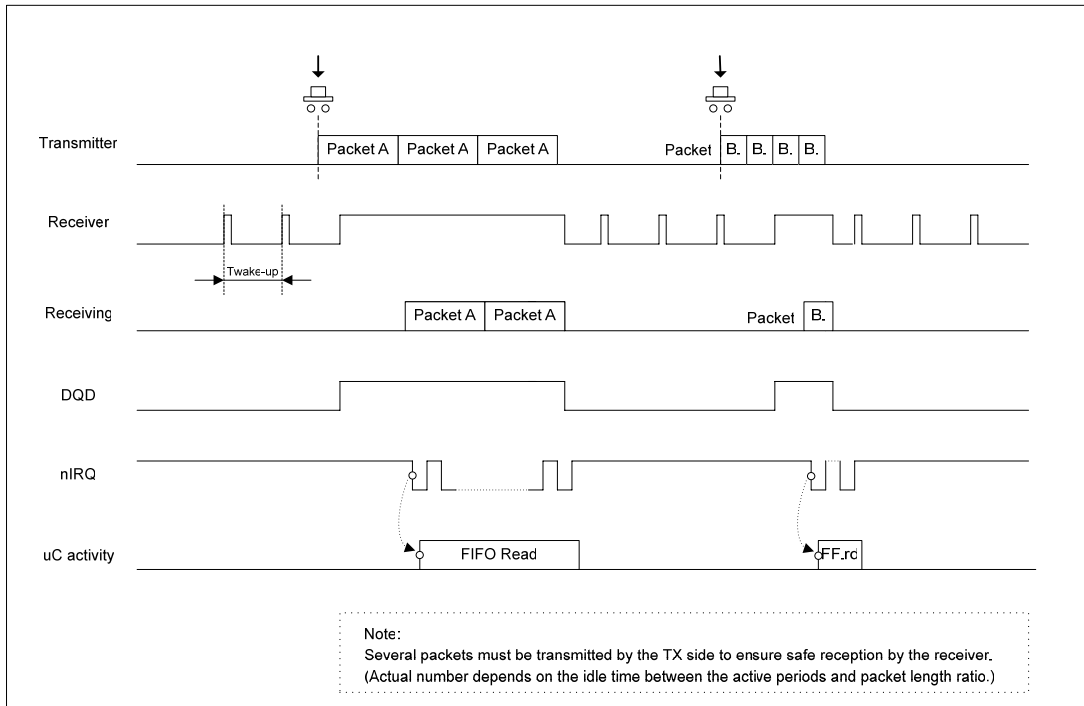 Transmitter
Packet A Packet A Packet A Packet B. B. B. B.
Receiver
Twake-up
Receiving
Packet A Packet A Packet B.
DQD
nIRQ
uC activity
FIFO Read FF.rd
Note:
Several packets must be transmitted by the TX side to ensure safe reception by the receiver.
(Actual number depends on the idle time between the active periods and packet length ratio.)